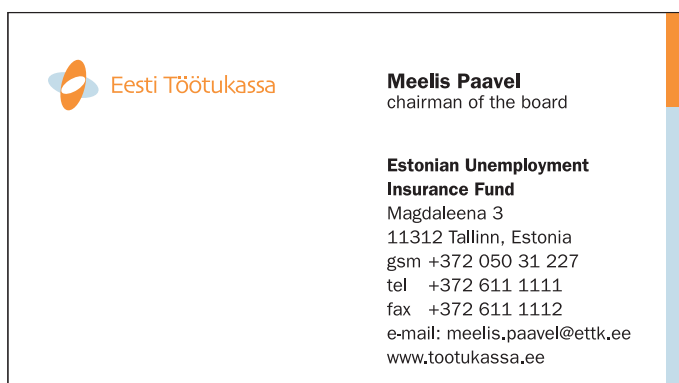 Eesti Töötukassa
Meelis Paavel
chairman of the board
Estonian Unemployment
Insurance Fund
Magdaleena 3
11312 Tallinn, Estonia
gsm +372 050 31 227
tel +372 611 1111
fax +372 611 1112
e-mail: meelis.paavel@ettk.ee
www.tootukassa.ee